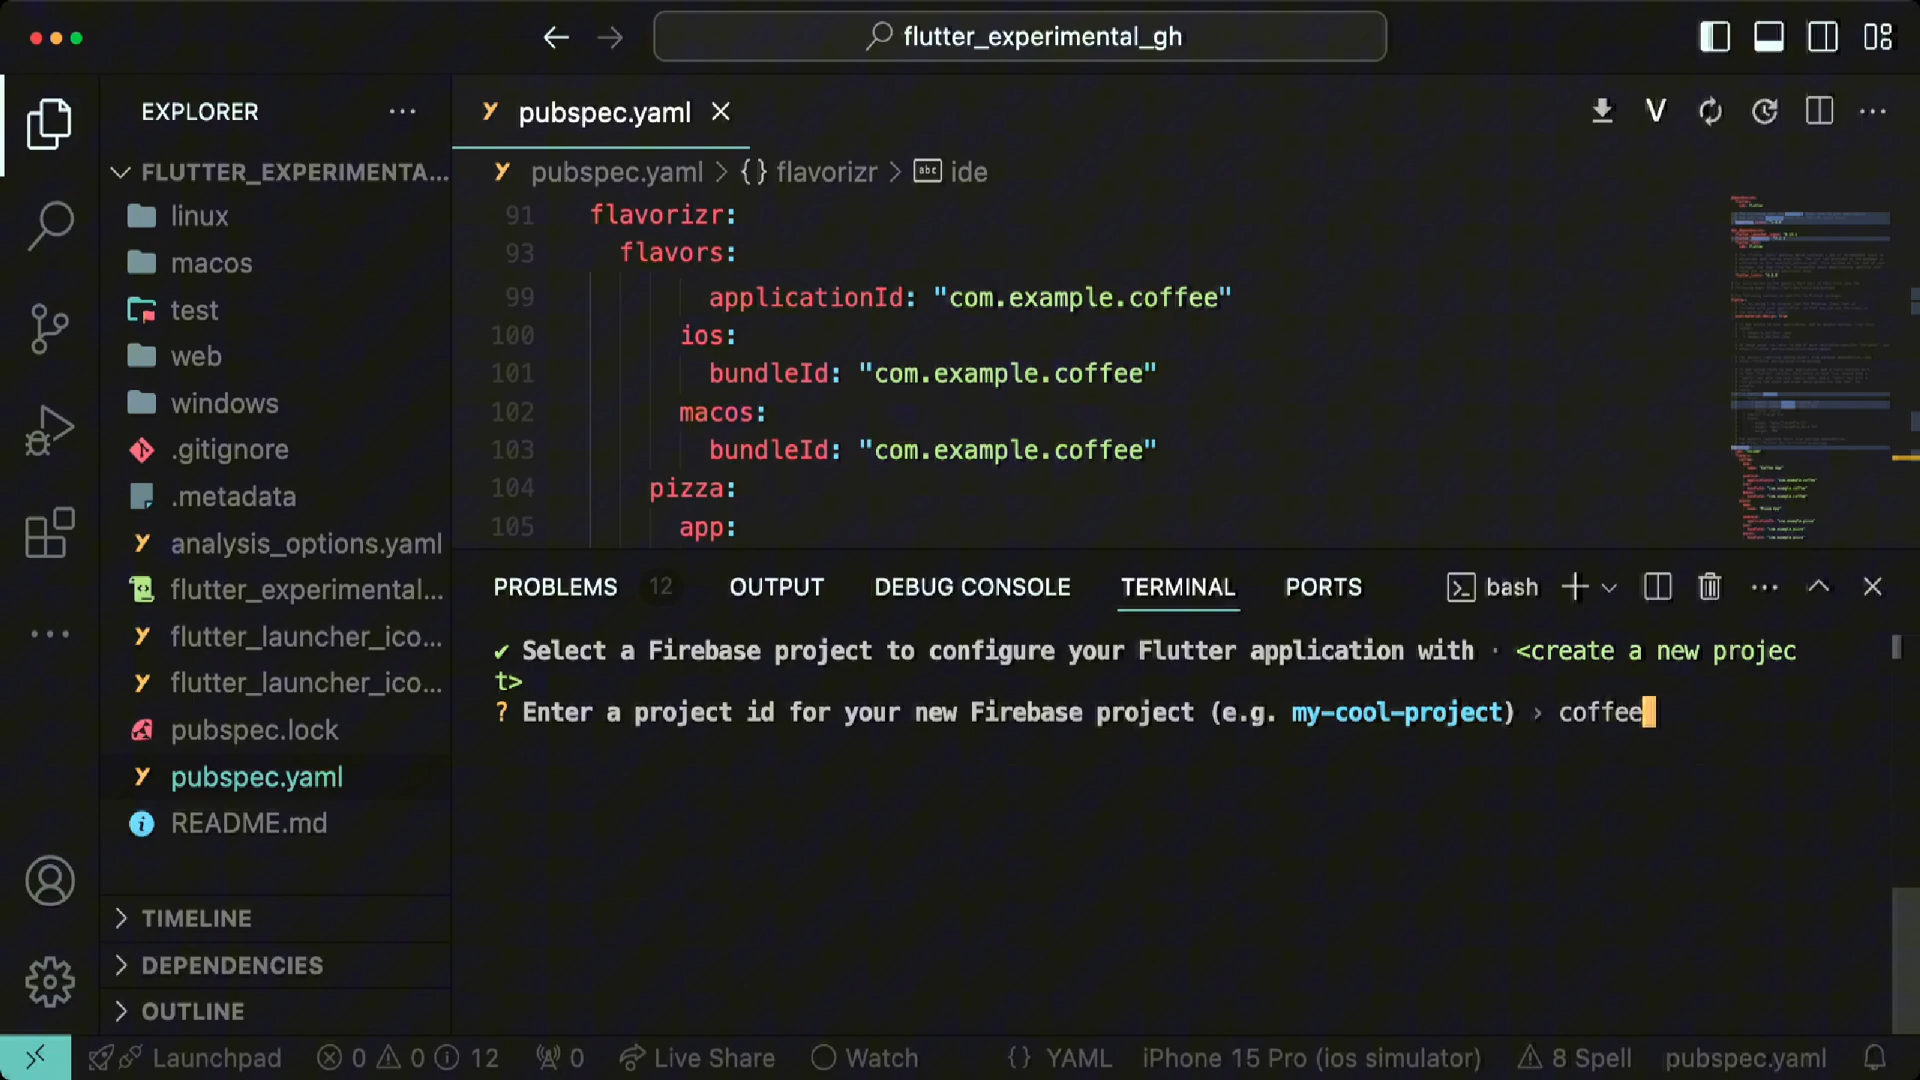 flutter_experimental_gh
EXPLORER
FLUTTER_EXPERIMENTA...
linux
macos
test
web
windows
.gitignore
.metadata
analysis_options.yaml
flutter_experimental...
flutter_launcher_ico...
flutter_launcher_ico...
pubspec.lock
pubspec.yaml
README.md
TIMELINE
DEPENDENCIES
OUTLINE
pubspec.yaml
pubspec.yaml > {} flavorizr > abc ide
91 flavorizr:
93 flavors:
99 applicationId: "com.example.coffee"
100 ios:
101 bundleId: "com.example.coffee"
102 macos:
103 bundleId: "com.example.coffee"
104 pizza:
105 app:
PROBLEMS 12 OUTPUT DEBUG CONSOLE TERMINAL PORTS bash
✔ Select a Firebase project to configure your Flutter application with · <create a new projec
t>
? Enter a project id for your new Firebase project (e.g. my-cool-project) › coffee
Launchpad 0 0 12 0 Live Share Watch {} YAML iPhone 15 Pro (ios simulator) 8 Spell pubspec.yaml